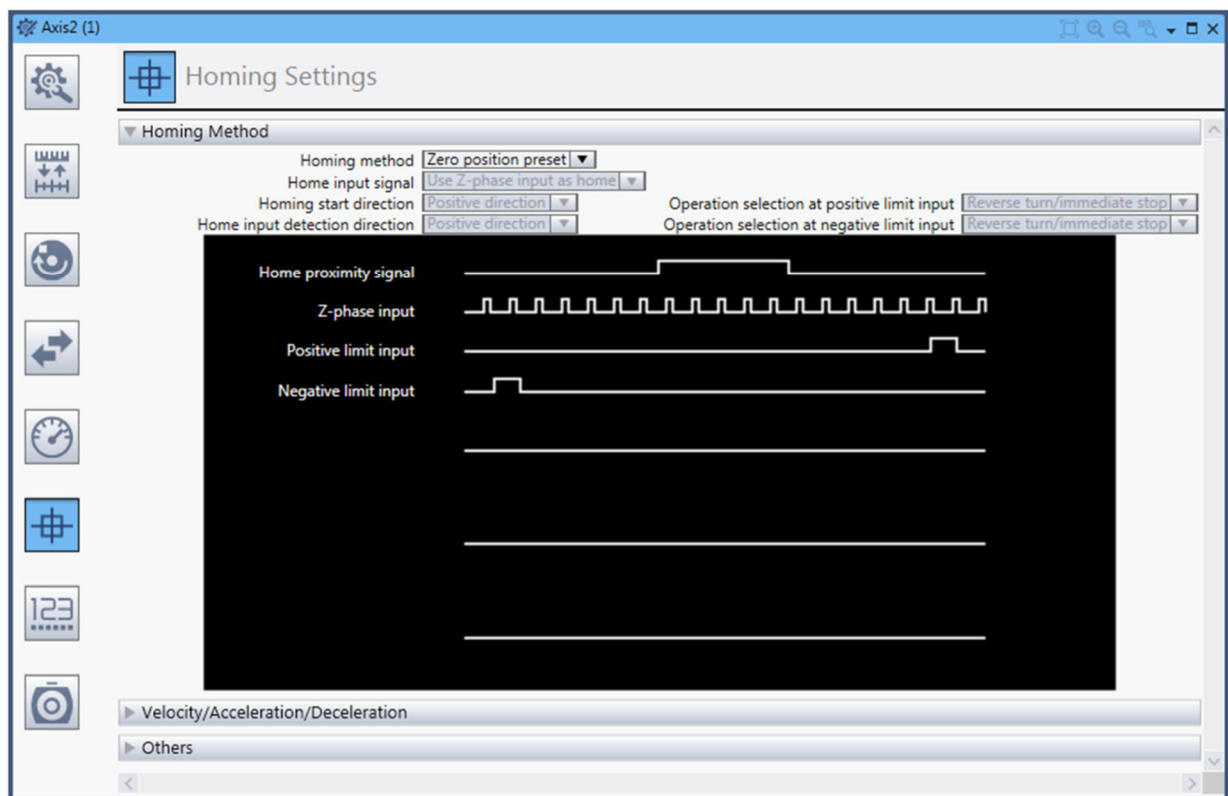 Axis2 (1)
Homing Settings
Homing Method
Homing method Zero position preset
Home input signal Use Z-phase input as home
Homing start direction Positive direction Operation selection at positive limit input Reverse turn/immediate stop
Home input detection direction Positive direction Operation selection at negative limit input Reverse turn/immediate stop
Home proximity signal
Z-phase input
Positive limit input
Negative limit input
123
Velocity/Acceleration/Deceleration
Others